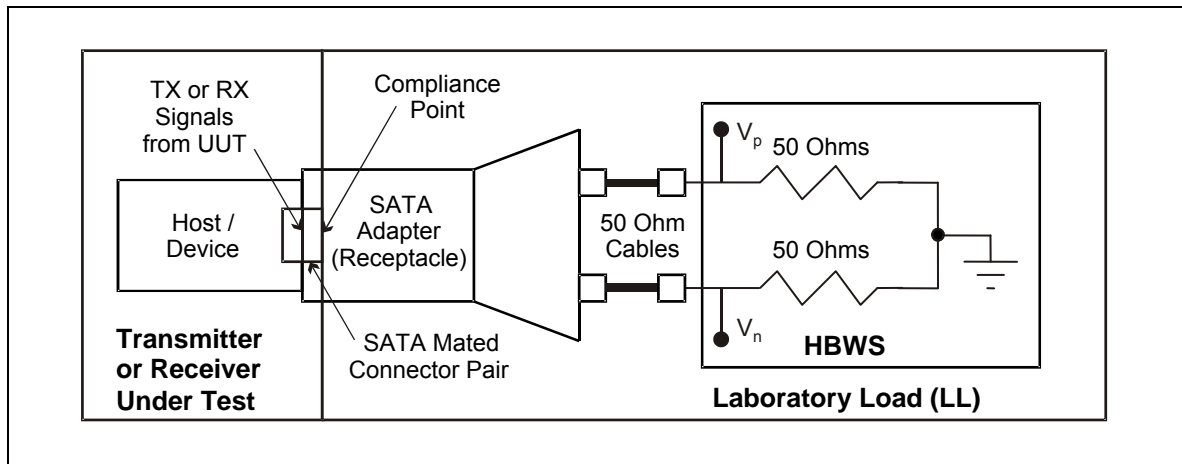 TX or RX
Signals
from UUT
Compliance
Point
Host /
Device
SATA
Adapter
(Receptacle)
50 Ohm
Cables
Vp
50 Ohms
50 Ohms
Vn
HBWS
SATA Mated
Connector Pair
Transmitter
or Receiver
Under Test
Laboratory Load (LL)